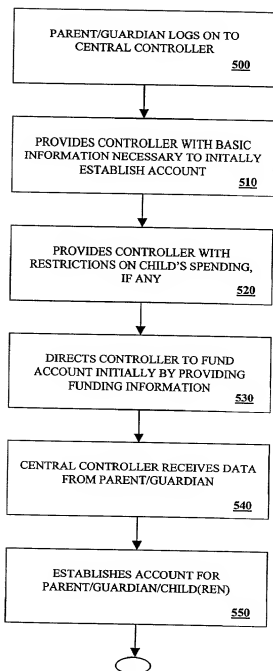 PARENT/GUARDIAN LOGS ON TO
CENTRAL CONTROLLER
500
PROVIDES CONTROLLER WITH BASIC
INFORMATION NECESSARY TO INITALLY
ESTABLISH ACCOUNT
510
PROVIDES CONTROLLER WITH
RESTRICTIONS ON CHILD'S SPENDING,
IF ANY
520
DIRECTS CONTROLLER TO FUND
ACCOUNT INITIALLY BY PROVIDING
FUNDING INFORMATION
530
CENTRAL CONTROLLER RECEIVES DATA
FROM PARENT/GUARDIAN
540
ESTABLISHES ACCOUNT FOR
PARENT/GUARDIAN/CHILD(REN)
550